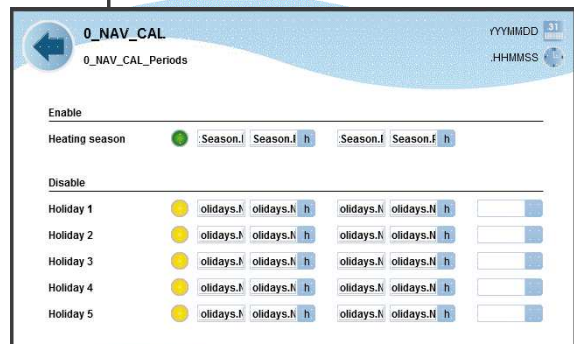 0_NAV_CAL
YYMMDD 31
0_NAV_CAL_Periods
.HHMMSS
Enable
Heating season :Season.I Season.I h :Season.I Season.F h
Disable
Holiday 1 olidays.N olidays.N h olidays.N olidays.N h
Holiday 2 olidays.N olidays.N h olidays.N olidays.N h
Holiday 3 olidays.N olidays.N h olidays.N olidays.N h
Holiday 4 olidays.N olidays.N h olidays.N olidays.N h
Holiday 5 olidays.N olidays.N h olidays.N olidays.N h